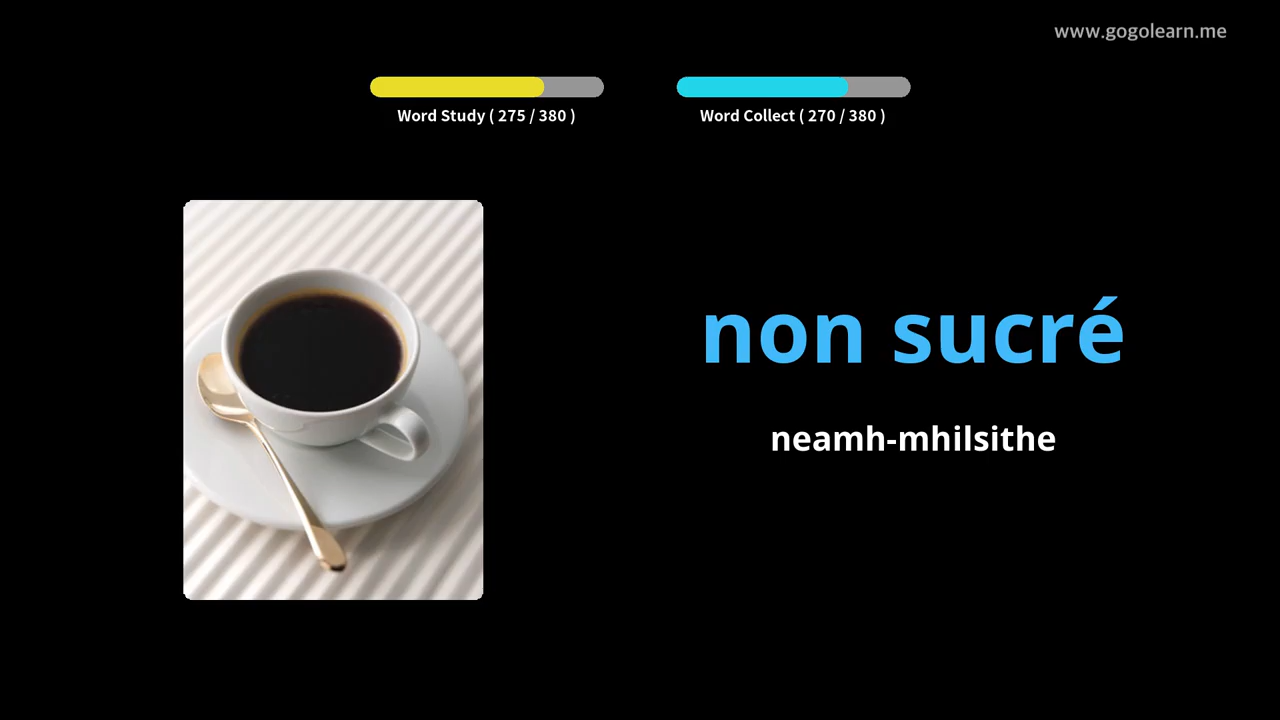 www.gogolearn.me
Word Study ( 275 / 380 )
Word Collect ( 270 / 380 )
non sucré
neamh-mhilsithe